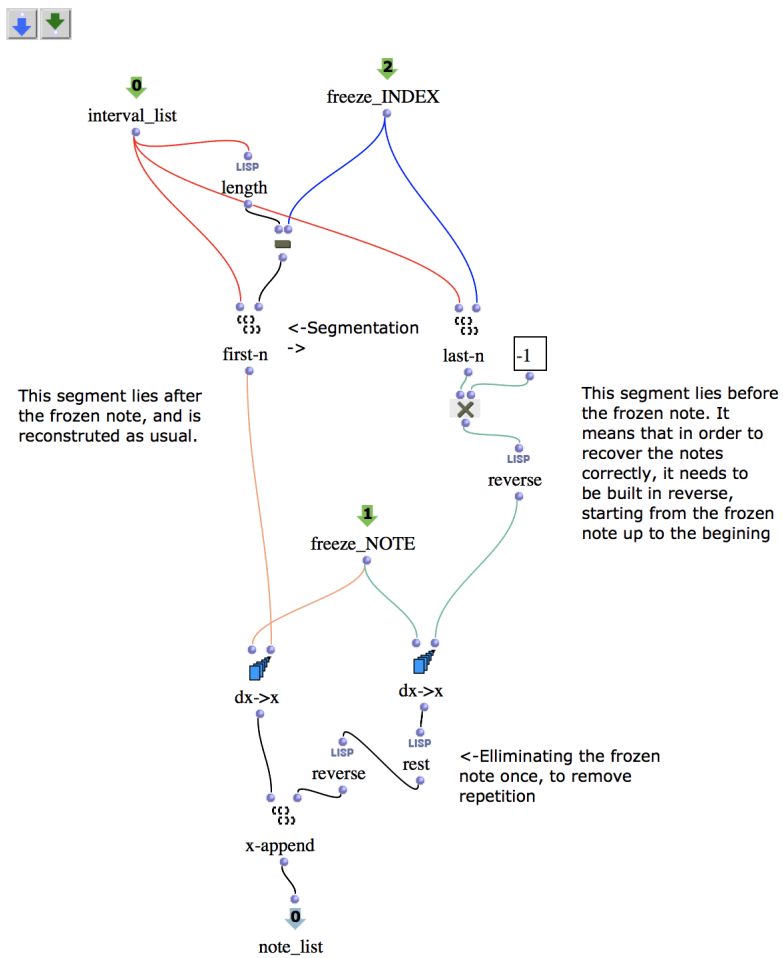 0
2
interval_list
freeze_INDEX
LISP
length
first-n
<-Segmentation
->
last-n
-1
This segment lies after
the frozen note, and is
reconstruted as usual.
LISP
reverse
This segment lies before
the frozen note. It
means that in order to
recover the notes
correctly, it needs to
be built in reverse,
starting from the frozen
note up to the begining
1
freeze_NOTE
dx->x
dx->x
LISP
reverse
LISP
rest
<-Elliminating the frozen
note once, to remove
repetition
x-append
0
note_list